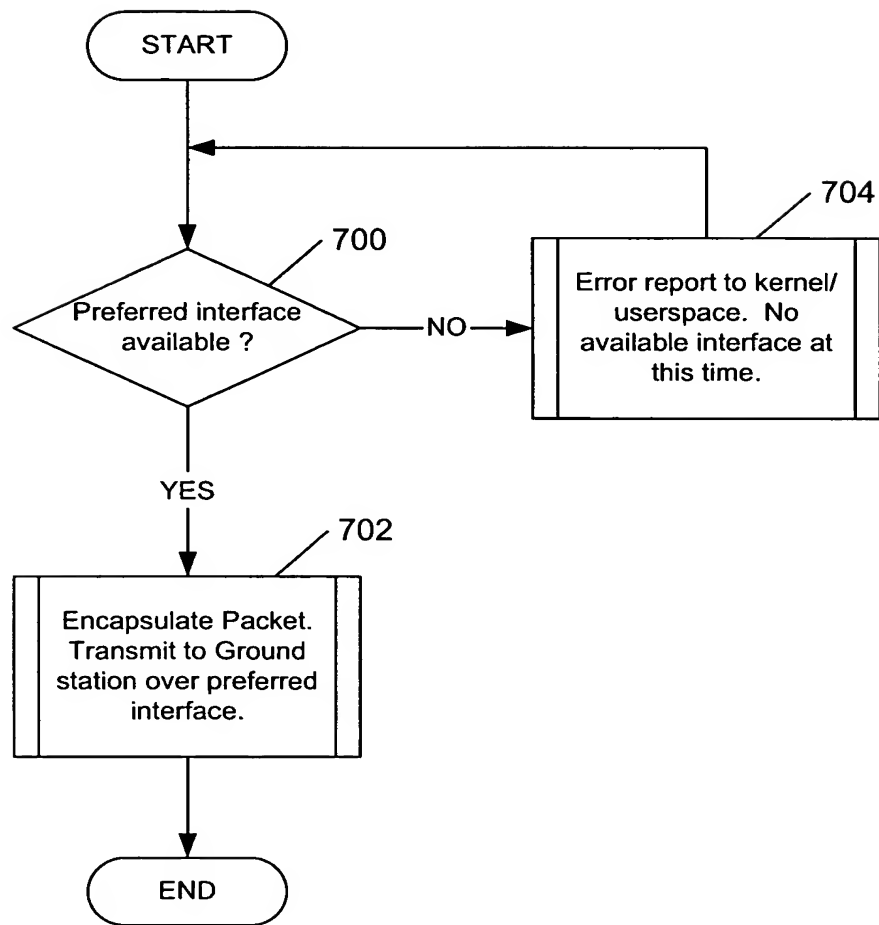 START
704
700
Preferred interface
available ?
NO
Error report to kernel/
userspace.  No
available interface at
this time.
YES
702
Encapsulate Packet.
Transmit to Ground
station over preferred
interface.
END